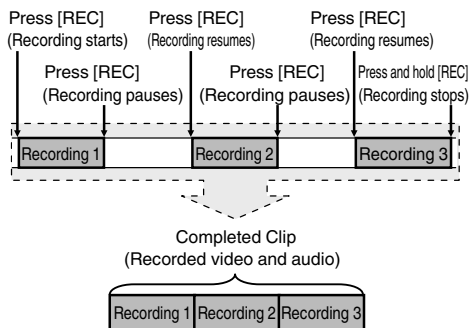 Press [REC]
(Recording starts)
Press [REC]
(Recording resumes)
Press [REC]
(Recording resumes)
Press [REC]
(Recording pauses)
Press [REC]
(Recording pauses)
Press and hold [REC]
(Recording stops)
Recording 1
Recording 2
Recording 3
Completed Clip
(Recorded video and audio)
Recording 1
Recording 2
Recording 3